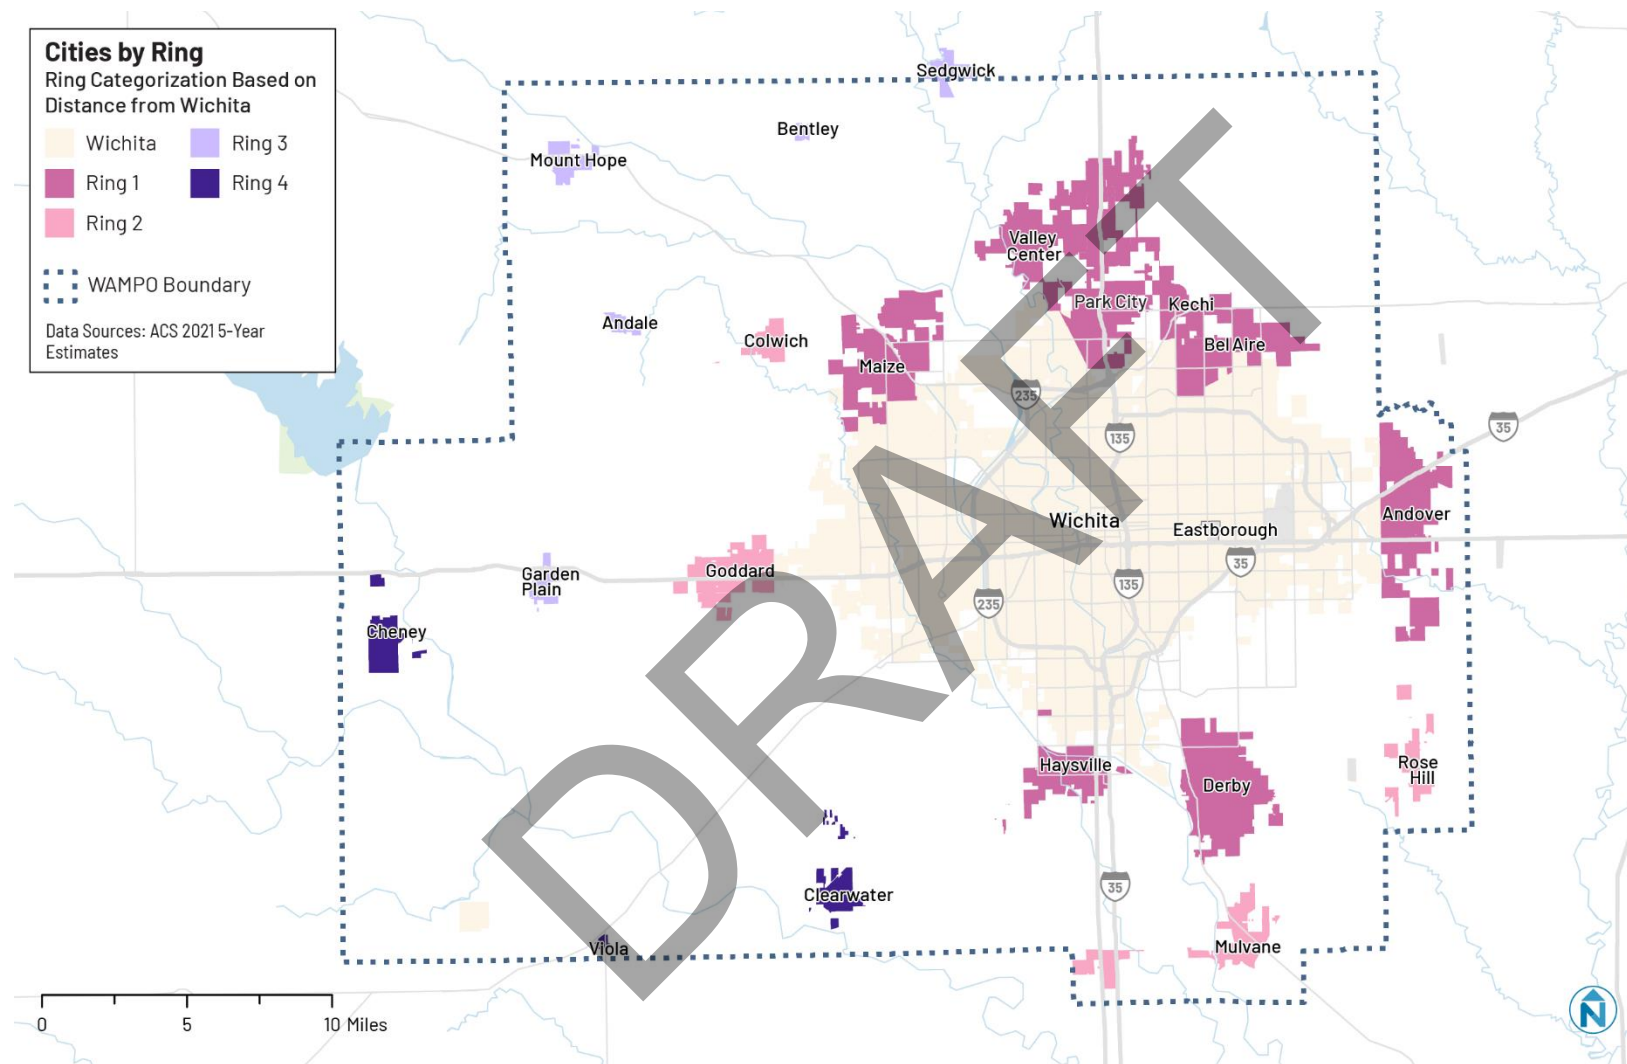 Cities by Ring
Ring Categorization Based on
Distance from Wichita
Wichita
Ring 3
Ring 1
Ring 4
Ring 2
WAMPO Boundary
Data Sources: ACS 2021 5-Year
Estimates
Sedgwick
Bentley
Mount Hope
Valley
Center
Park City
Kechi
Andale
Colwich
Bel Aire
Maize
235
135
35
Andover
Wichita
Eastborough
35
Garden
Plain
Goddard
135
235
Cheney
Haysville
Rose
Hill
Derby
35
Clearwater
Viola
Mulvane
DRAFT
0
5
10 Miles
N